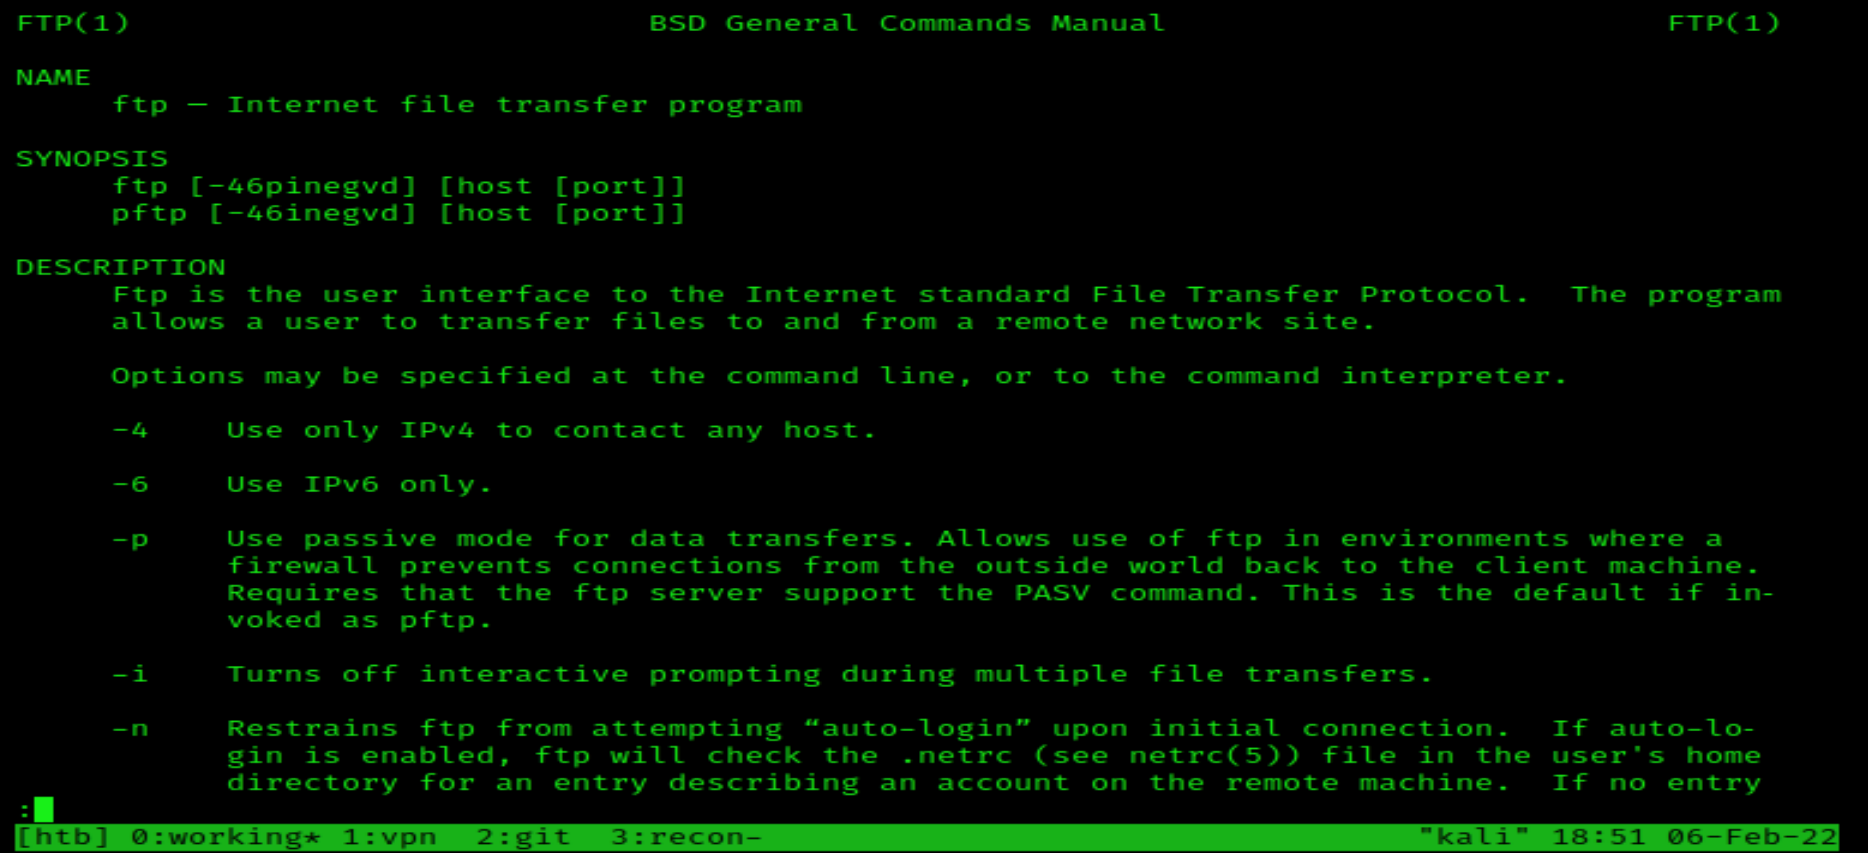 FTP(1) BSD General Commands Manual FTP(1)
NAME
ftp — Internet file transfer program
SYNOPSIS
ftp [-46pinegvd] [host [port]]
pftp [-46inegvd] [host [port]]
DESCRIPTION
Ftp is the user interface to the Internet standard File Transfer Protocol.  The program
allows a user to transfer files to and from a remote network site.
Options may be specified at the command line, or to the command interpreter.
-4 Use only IPv4 to contact any host.
-6 Use IPv6 only.
-p Use passive mode for data transfers. Allows use of ftp in environments where a
firewall prevents connections from the outside world back to the client machine.
Requires that the ftp server support the PASV command. This is the default if in-
voked as pftp.
-i Turns off interactive prompting during multiple file transfers.
-n Restrains ftp from attempting “auto-login” upon initial connection.  If auto-lo-
gin is enabled, ftp will check the .netrc (see netrc(5)) file in the user's home
directory for an entry describing an account on the remote machine.  If no entry
:
[htb] 0:working* 1:vpn  2:git  3:recon- "kali" 18:51 06-Feb-22